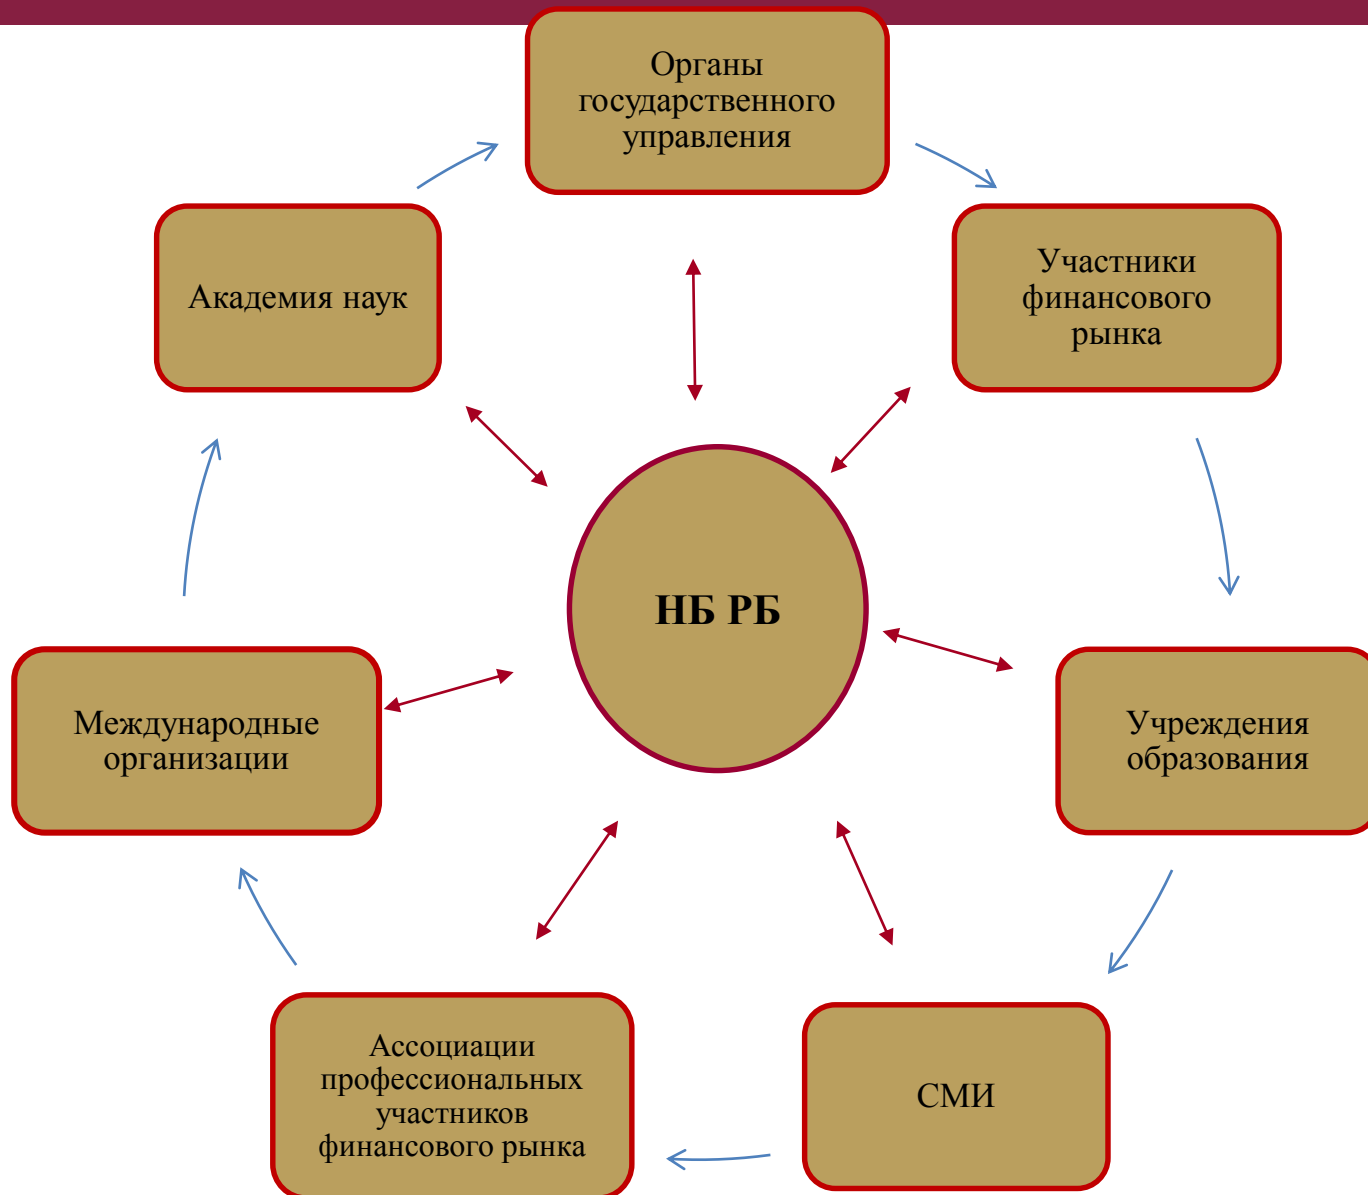 Органы
государственного
управления
Участники
финансового
рынка
Академия наук
НБ РБ
Международные
организации
Учреждения
образования
Ассоциации
профессиональных
участников
финансового рынка
СМИ